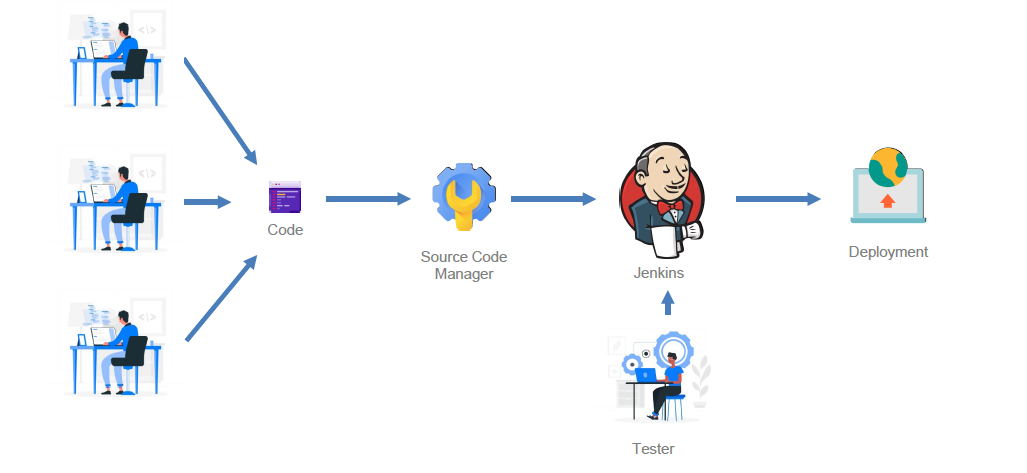 Code
Source Code
Manager
Jenkins
Deployment
Tester